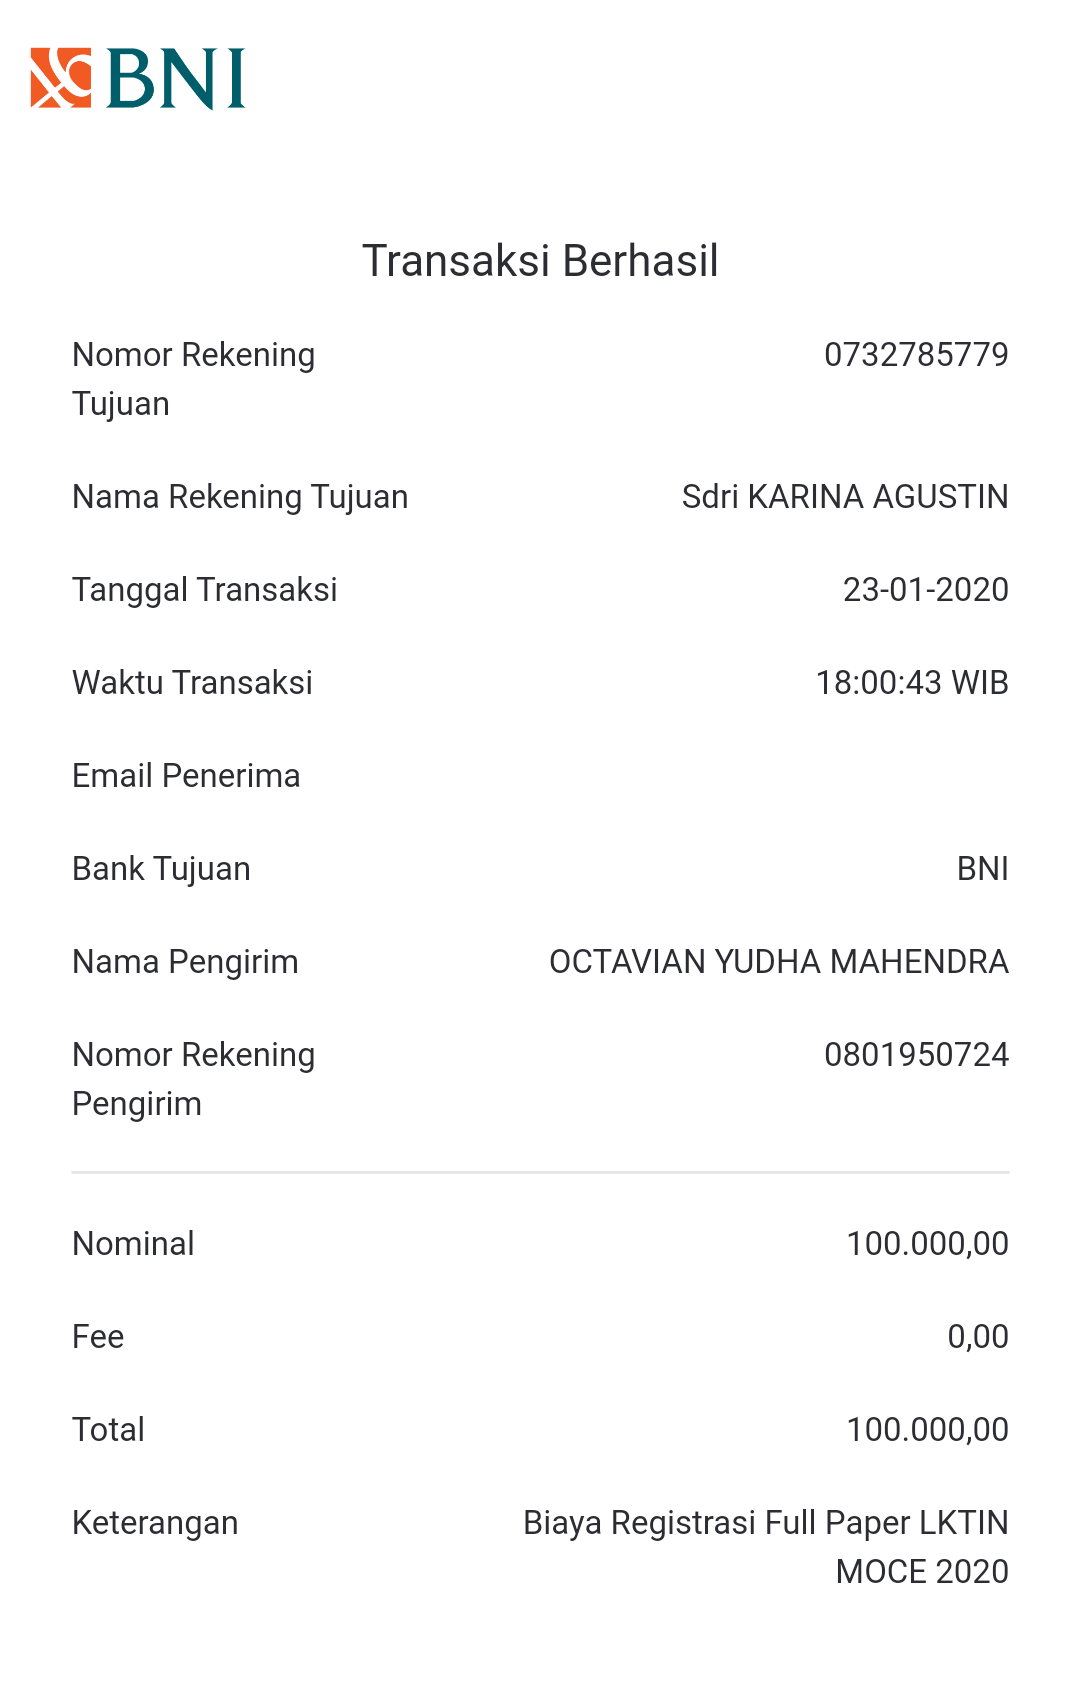 BNI
Transaksi Berhasil
Nomor Rekening Tujuan 0732785779
Nama Rekening Tujuan Sdri KARINA AGUSTIN
Tanggal Transaksi 23-01-2020
Waktu Transaksi 18:00:43 WIB
Email Penerima
Bank Tujuan BNI
Nama Pengirim OCTAVIAN YUDHA MAHENDRA
Nomor Rekening Pengirim 0801950724
Nominal 100.000,00
Fee 0,00
Total 100.000,00
Keterangan Biaya Registrasi Full Paper LKTIN
MOCE 2020